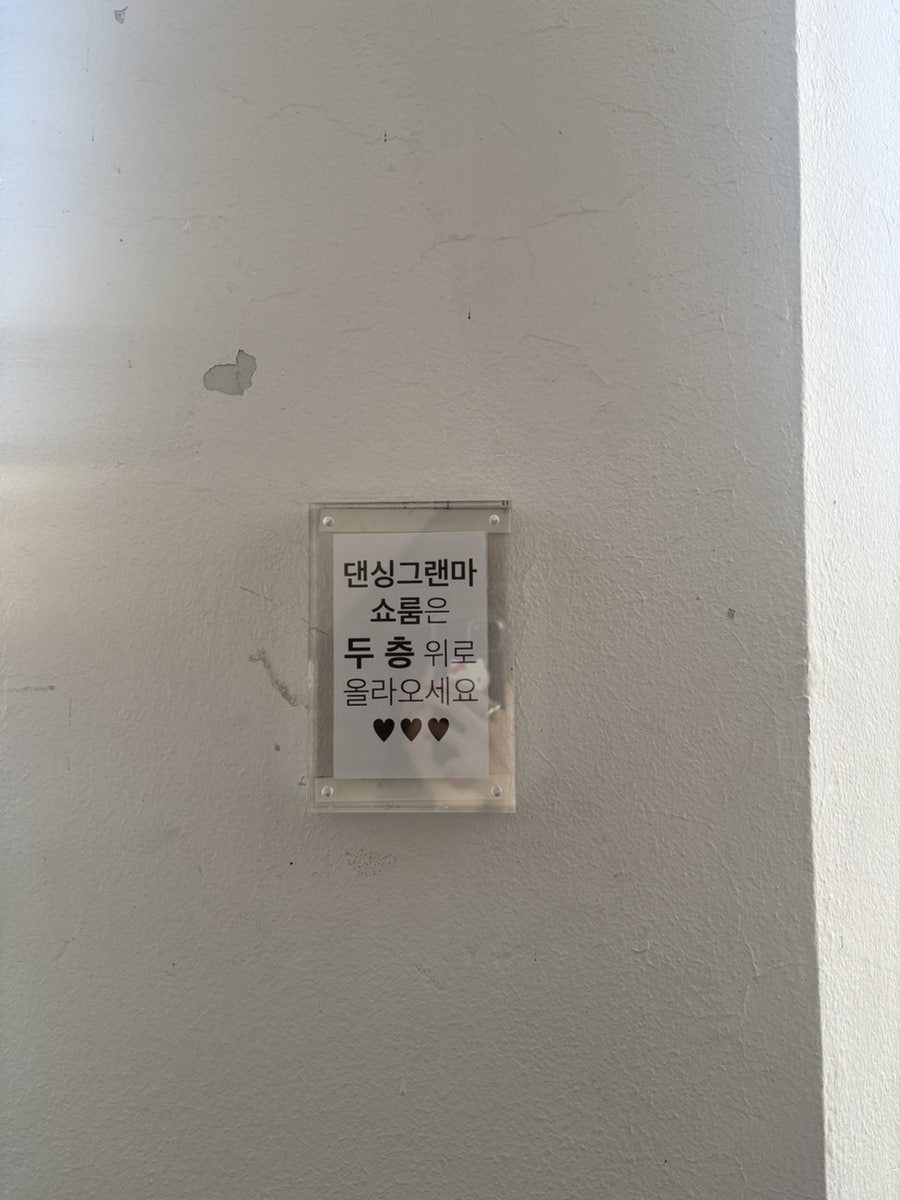 댄싱그랜마
쇼룸은
두 층 위로
올라오세요
♥♥♥